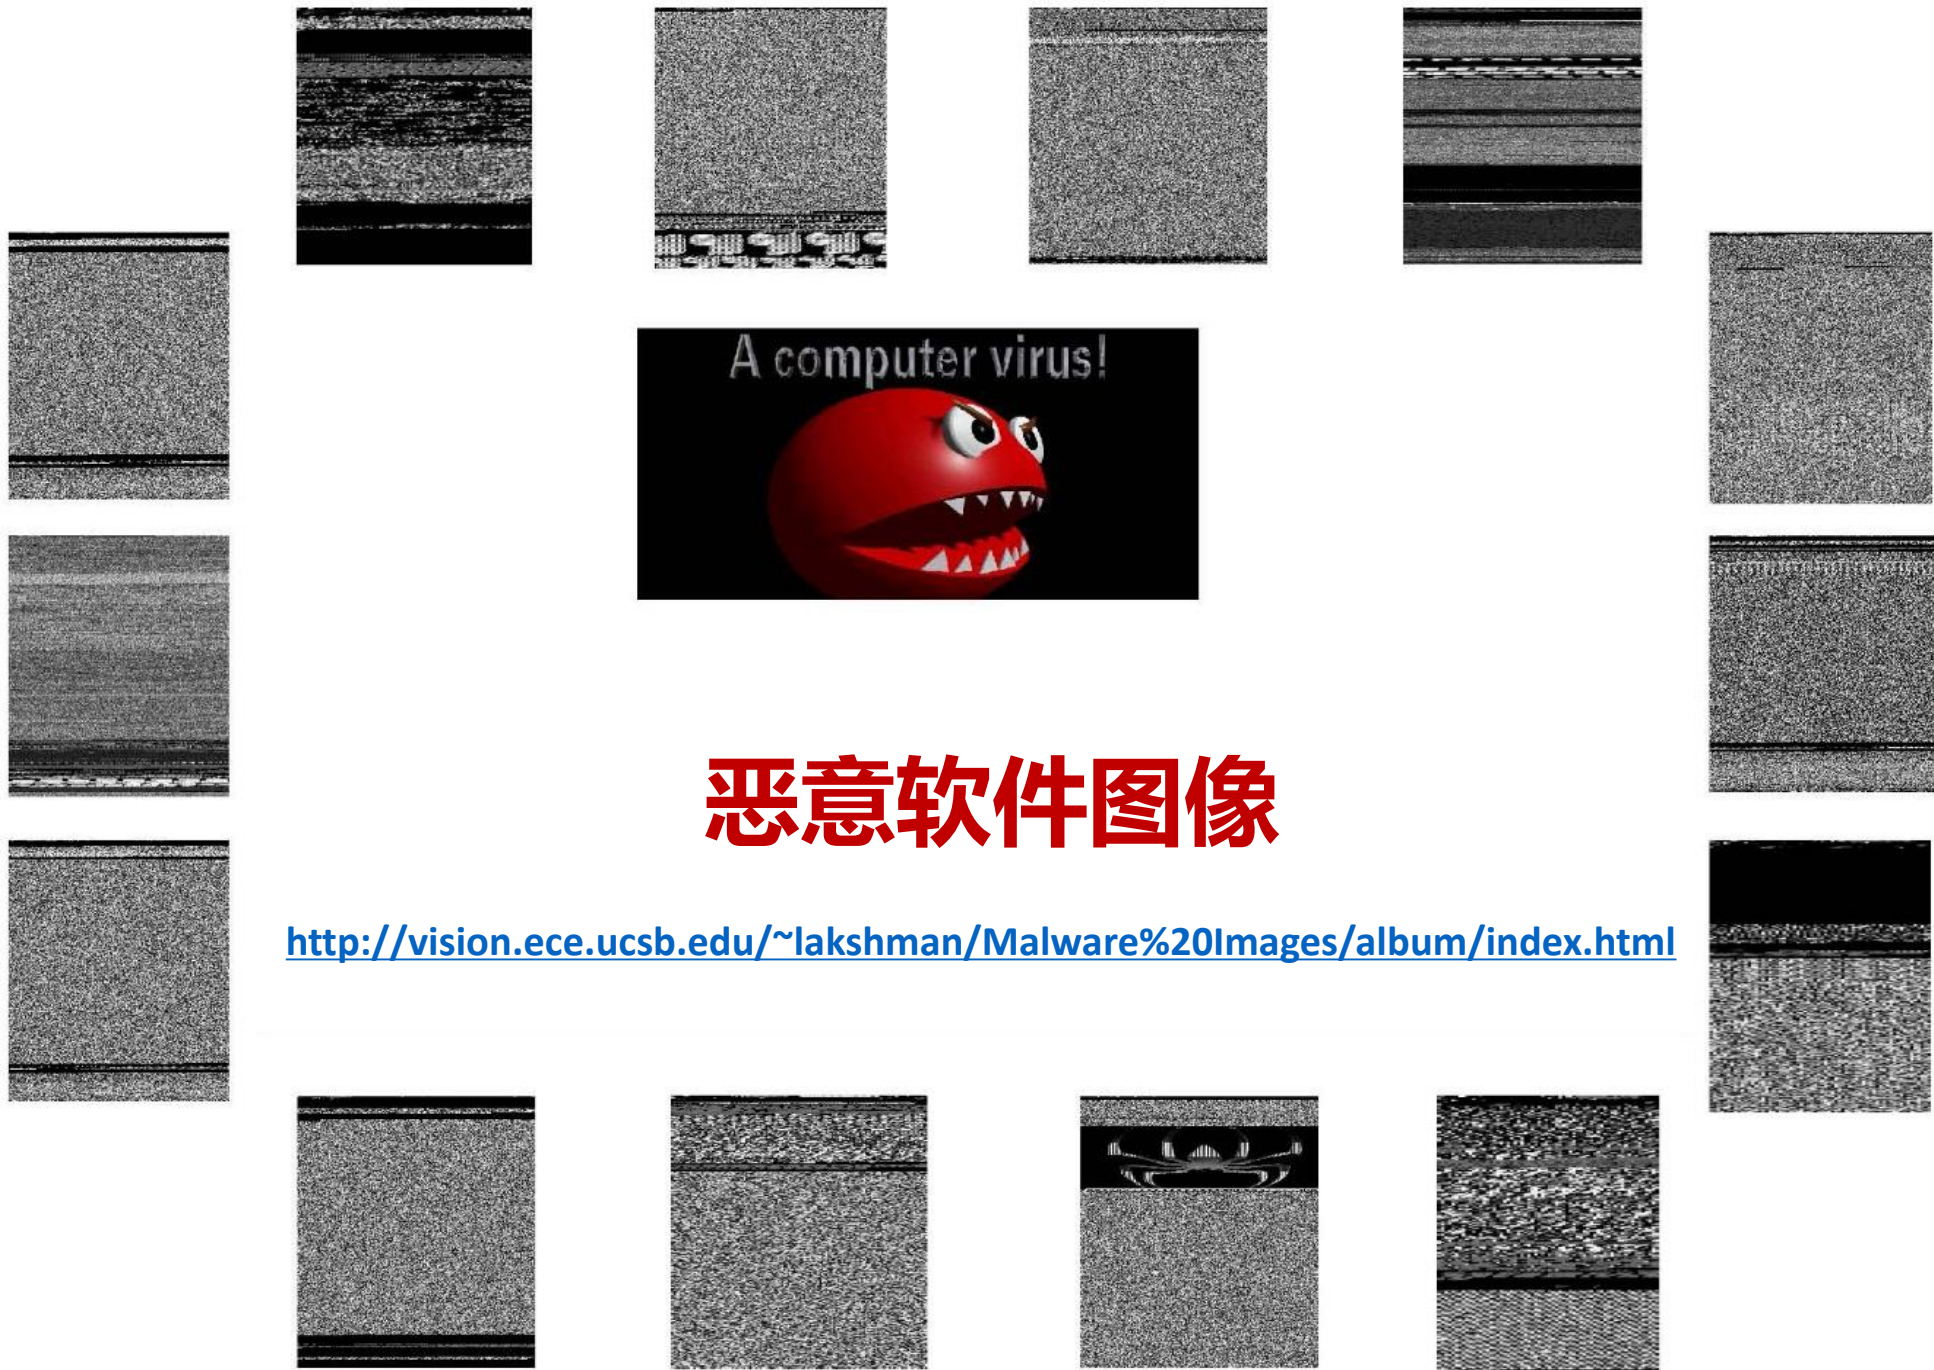 A computer virus!
恶意软件图像
http://vision.ece.ucsb.edu/~lakshman/Malware%20Images/album/index.html